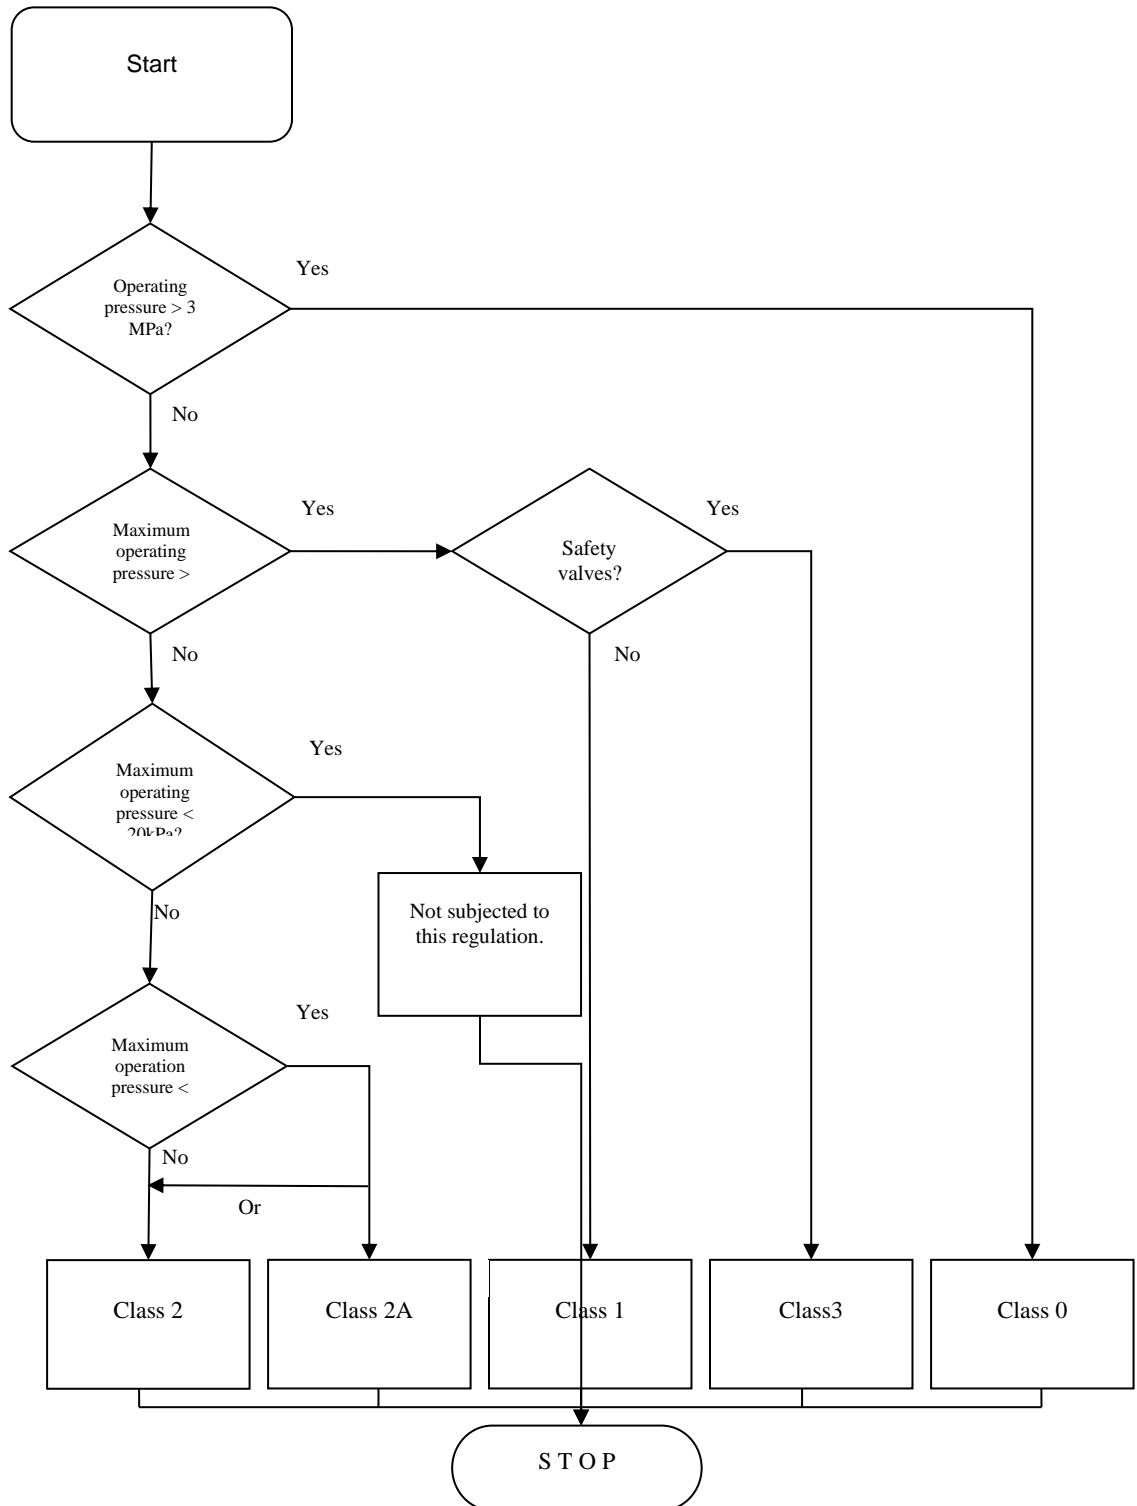 Start
Operating
pressure > 3
MPa?
Yes
No
Maximum
operating
pressure >
Yes
Safety
valves?
Yes
No
No
Maximum
operating
pressure <
20kPa?
Yes
Not subjected to
this regulation.
No
Maximum
operation
pressure <
Yes
No
Or
Class 2
Class 2A
Class 1
Class3
Class 0
S T O P